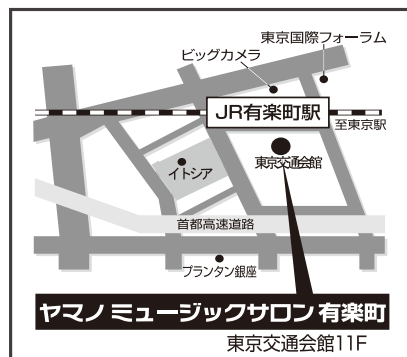 東京国際フォーラム
ビッグカメラ
JR有楽町駅
至東京駅
東京交通会館
イトシア
首都高速道路
プランタン銀座
ヤマノ ミュージックサロン 有楽町
東京交通会館11F